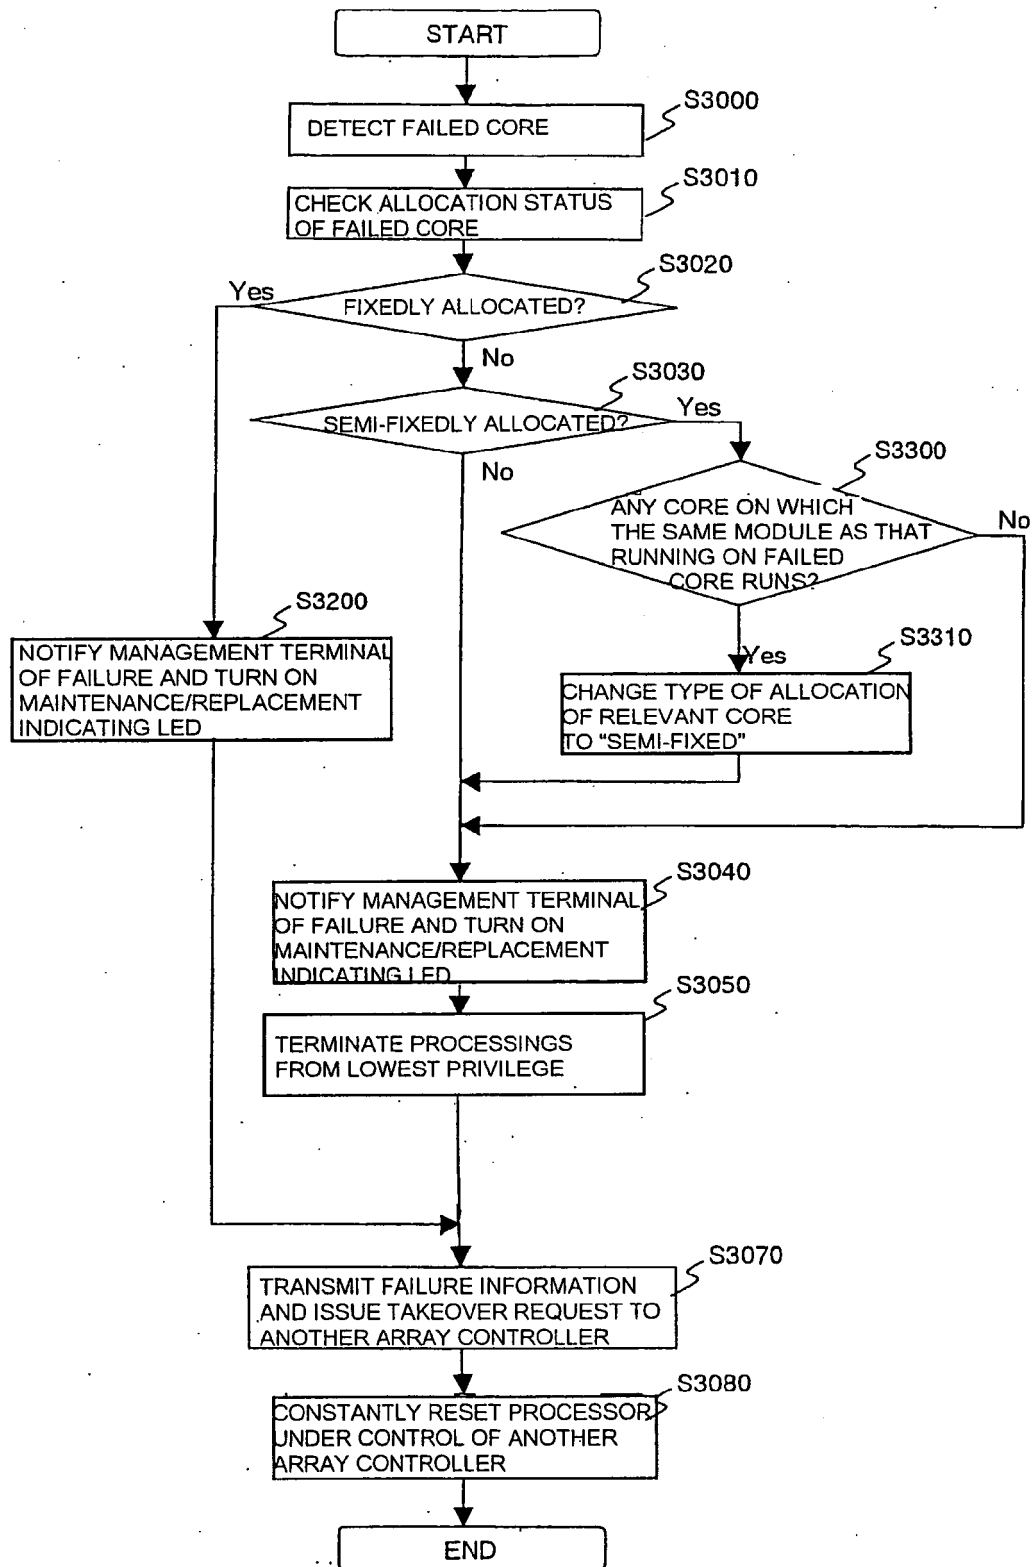 START
S3000
DETECT FAILED CORE
S3010
CHECK ALLOCATION STATUS
OF FAILED CORE
S3020
Yes
FIXEDLY ALLOCATED?
No
S3030
SEMI-FIXEDLY ALLOCATED?
Yes
No
S3300
ANY CORE ON WHICH
THE SAME MODULE AS THAT
RUNNING ON FAILED
CORE RUNS?
No
S3200
NOTIFY MANAGEMENT TERMINAL
OF FAILURE AND TURN ON
MAINTENANCE/REPLACEMENT
INDICATING LED
Yes
S3310
CHANGE TYPE OF ALLOCATION
OF RELEVANT CORE
TO "SEMI-FIXED"
S3040
NOTIFY MANAGEMENT TERMINAL
OF FAILURE AND TURN ON
MAINTENANCE/REPLACEMENT
INDICATING LED
S3050
TERMINATE PROCESSINGS
FROM LOWEST PRIVILEGE
S3070
TRANSMIT FAILURE INFORMATION
AND ISSUE TAKEOVER REQUEST TO
ANOTHER ARRAY CONTROLLER
S3080
CONSTANTLY RESET PROCESSOR
UNDER CONTROL OF ANOTHER
ARRAY CONTROLLER
END